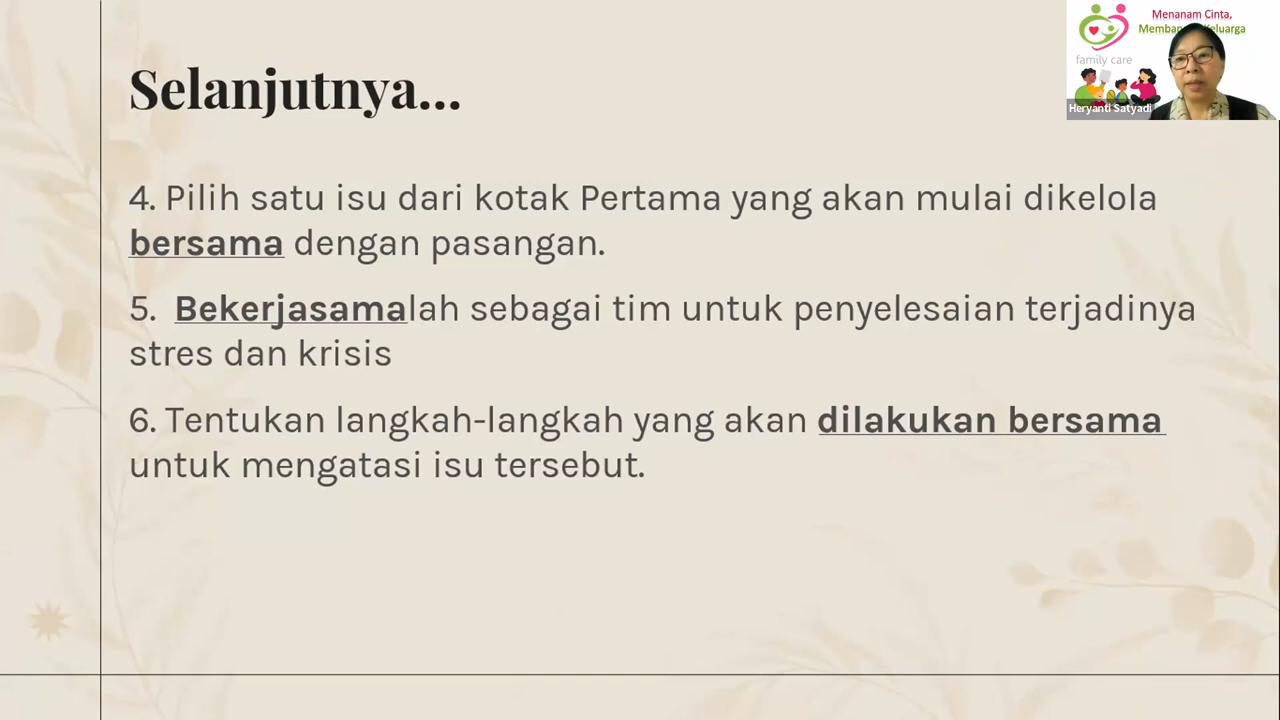 Selanjutnya...
4. Pilih satu isu dari kotak Pertama yang akan mulai dikelola
bersama dengan pasangan.
5. Bekerjasamalah sebagai tim untuk penyelesaian terjadinya
stres dan krisis
6. Tentukan langkah-langkah yang akan dilakukan bersama
untuk mengatasi isu tersebut.
Menanam Cinta,
Keluarga
family care
Heryanti Satyadi